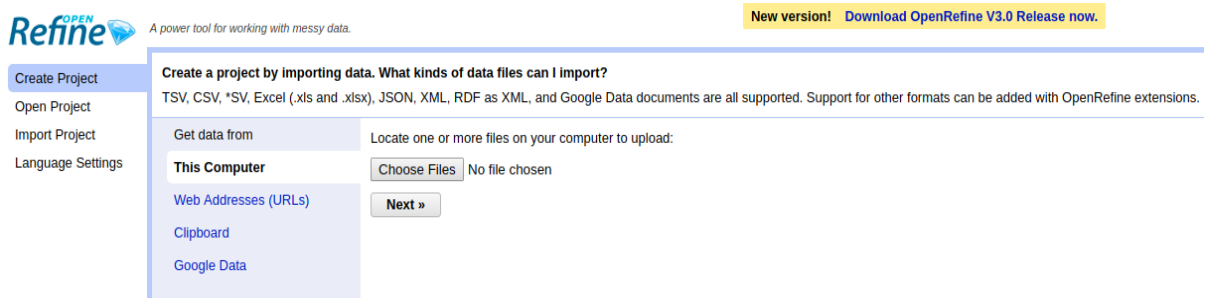 OPEN
Refine
A power tool for working with messy data.
New version! Download OpenRefine V3.0 Release now.
Create Project
Open Project
Import Project
Language Settings
Create a project by importing data. What kinds of data files can I import?
TSV, CSV, *SV, Excel (.xls and .xlsx), JSON, XML, RDF as XML, and Google Data documents are all supported. Support for other formats can be added with OpenRefine extensions.
Get data from
This Computer
Web Addresses (URLs)
Clipboard
Google Data
Locate one or more files on your computer to upload:
Choose Files No file chosen
Next »